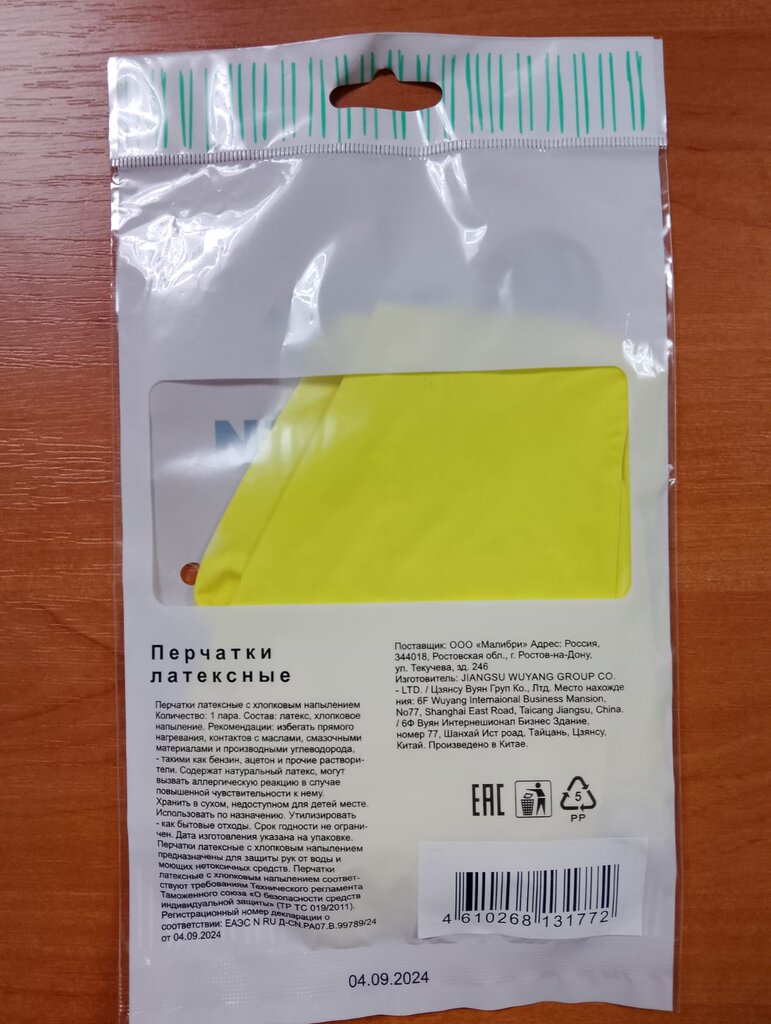 Перчатки
латексные
Перчатки латексные с хлопковым напылением
Количество: 1 пара. Состав: латекс, хлопковое
напыление. Рекомендации: избегать прямого
нагревания, контактов с маслами, смазочными
материалами и производными углеводорода,
- такими как бензин, ацетон и прочие раствори-
тели. Содержат натуральный латекс, могут
вызвать аллергическую реакцию в случае
повышенной чувствительности к нему.
Хранить в сухом, недоступном для детей месте.
Использовать по назначению. Утилизировать
- как бытовые отходы. Срок годности не ограни-
чен. Дата изготовления указана на упаковке.
Перчатки латексные с хлопковым напылением
предназначены для защиты рук от воды и
моющих нетоксичных средств. Перчатки
латексные с хлопковым напылением соответ-
ствуют требованиям Технического регламента
Таможенного союза «О безопасности средств
индивидуальной защиты» (ТР ТС 019/2011).
Регистрационный номер декларации о
соответствии: ЕАЭС N RU Д-CN.РА07.В.99789/24
от 04.09.2024
Поставщик: ООО «Малибри» Адрес: Россия,
344018, Ростовская обл., г. Ростов-на-Дону,
ул. Текучева, зд. 246
Изготовитель: JIANGSU WUYANG GROUP CO.
- LTD. / Цзянсу Вуян Груп Ко., Лтд. Место нахожде
ния: 6F Wuyang Internaional Business Mansion,
No77, Shanghai East Road, Taicang Jiangsu, China.
/ 6Ф Вуян Интернешионал Бизнес Здание,
номер 77, Шанхай Ист роад, Тайцань, Цзянсу,
Китай. Произведено в Китае.
EAC
5
PP
4 610268 131772
04.09.2024